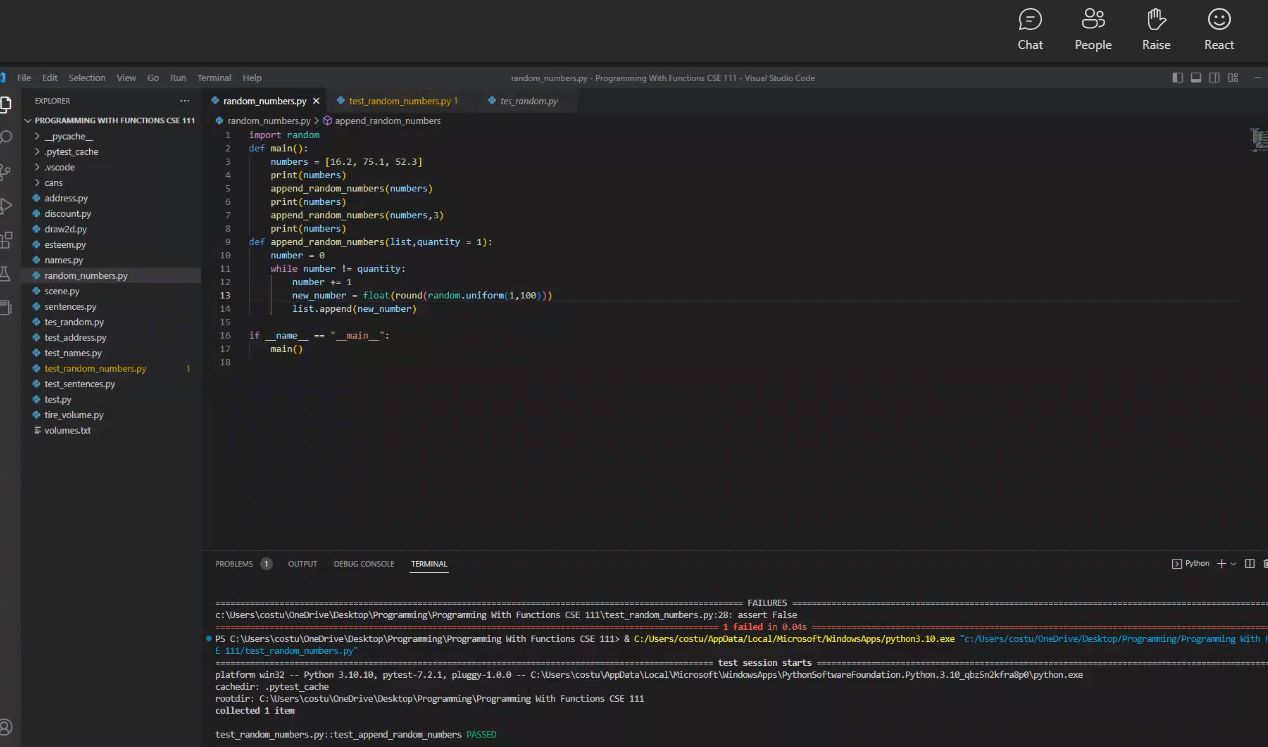 Chat People Raise React
File Edit Selection View Go Run Terminal Help
random_numbers.py - Programming With Functions CSE 111 - Visual Studio Code
EXPLORER ...
PROGRAMMING WITH FUNCTIONS CSE 111
__pycache__
.pytest_cache
.vscode
cans
address.py
discount.py
draw2d.py
esteem.py
names.py
random_numbers.py
scene.py
sentences.py
tes_random.py
test_address.py
test_names.py
test_random_numbers.py 1
test_sentences.py
test.py
tire_volume.py
volumes.txt
random_numbers.py test_random_numbers.py 1 tes_random.py
random_numbers.py > append_random_numbers
1 import random
2 def main():
3     numbers = [16.2, 75.1, 52.3]
4     print(numbers)
5     append_random_numbers(numbers)
6     print(numbers)
7     append_random_numbers(numbers,3)
8     print(numbers)
9 def append_random_numbers(list,quantity = 1):
10     number = 0
11     while number != quantity:
12         number += 1
13         new_number = float(round(random.uniform(1,100)))
14         list.append(new_number)
15
16 if __name__ == "__main__":
17     main()
18
PROBLEMS 1 OUTPUT DEBUG CONSOLE TERMINAL
Python
FAILURES
c:\Users\costu\OneDrive\Desktop\Programming\Programming With Functions CSE 111\test_random_numbers.py:28: assert False
1 failed in 0.04s
PS C:\Users\costu\OneDrive\Desktop\Programming\Programming With Functions CSE 111> & C:/Users/costu/AppData/Local/Microsoft/WindowsApps/python3.10.exe "c:/Users/costu/OneDrive/Desktop/Programming/Programming With
E 111/test_random_numbers.py"
test session starts
platform win32 -- Python 3.10.10, pytest-7.2.1, pluggy-1.0.0 -- C:\Users\costu\AppData\Local\Microsoft\WindowsApps\PythonSoftwareFoundation.Python.3.10_qbz5n2kfra8p0\python.exe
cachedir: .pytest_cache
rootdir: C:\Users\costu\OneDrive\Desktop\Programming\Programming With Functions CSE 111
collected 1 item
test_random_numbers.py::test_append_random_numbers PASSED